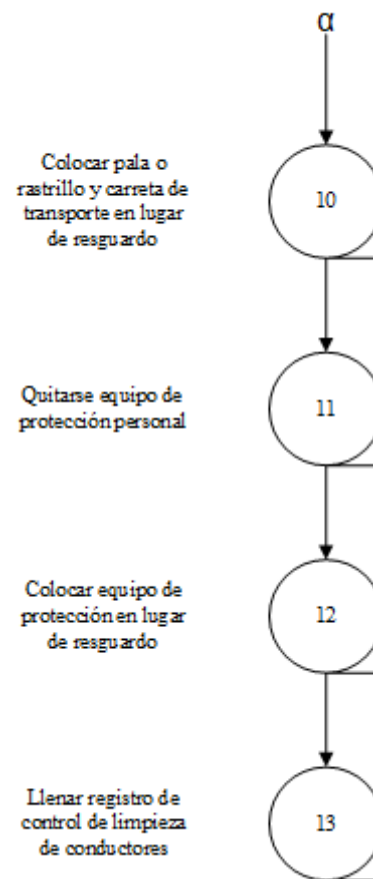 α
Colocar pala o
rastrillo y carreta de
transporte en lugar
de resguardo
10
Quitarse equipo de
protección personal
11
Colocar equipo de
protección en lugar
de resguardo
12
Llenar registro de
control de limpieza
de conductores
13